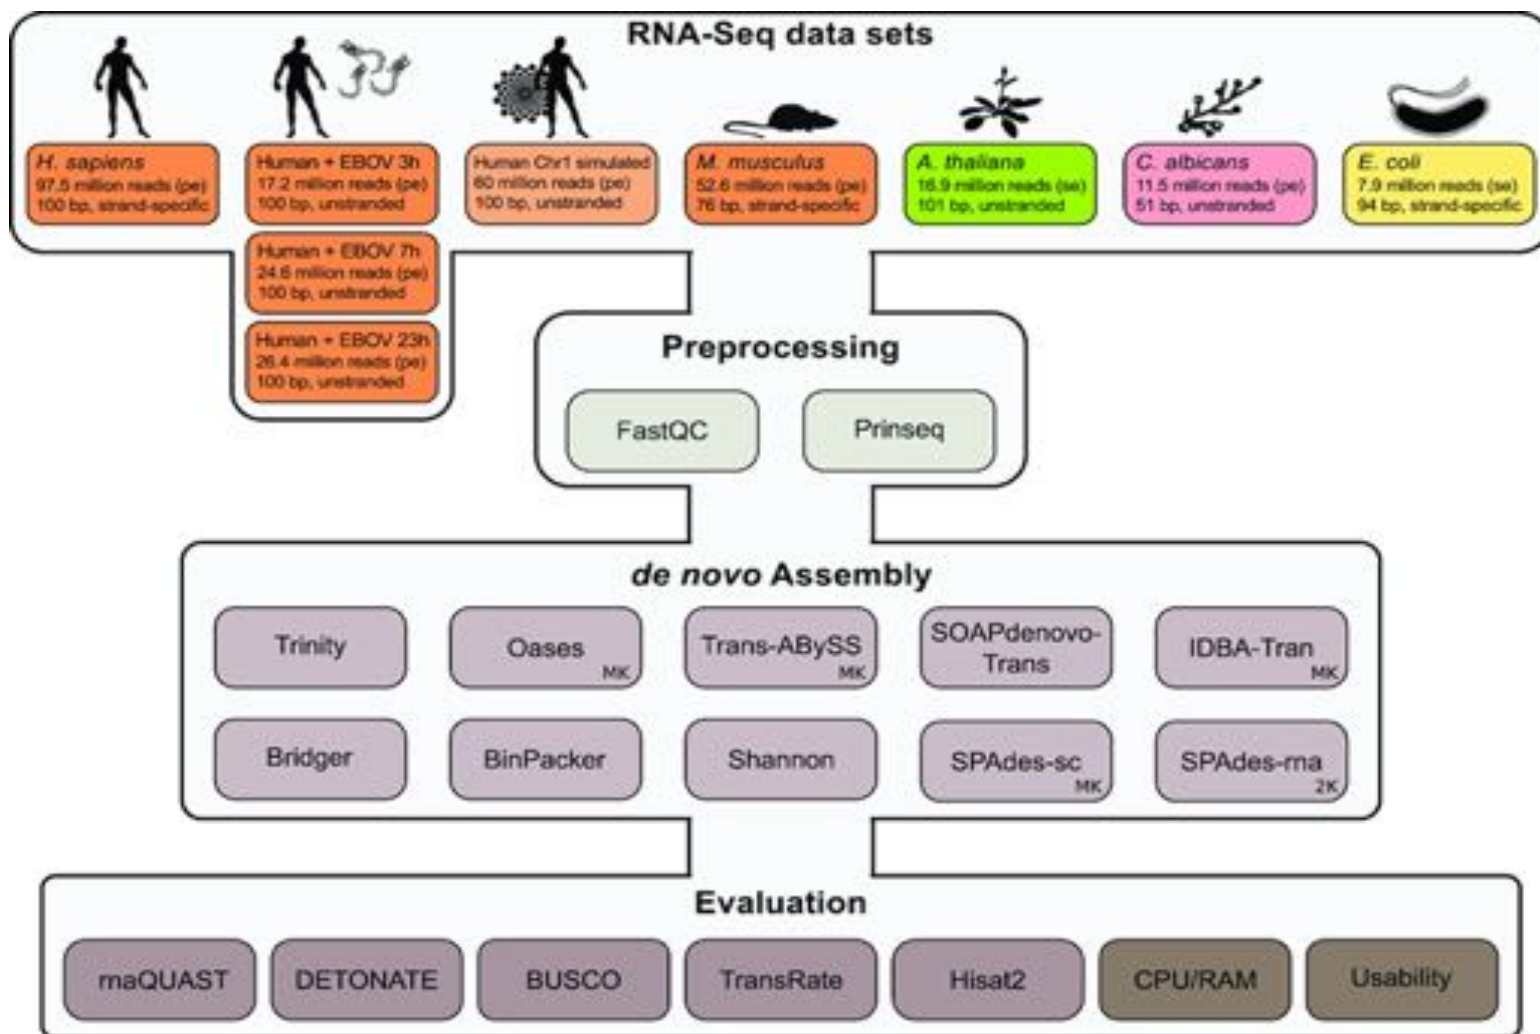 RNA-Seq data sets
H. sapiens
97.5 million reads (pe)
100 bp, strand-specific
Human + EBOV 3h
17.2 million reads (pe)
100 bp, unstranded
Human + EBOV 7h
24.6 million reads (pe)
100 bp, unstranded
Human + EBOV 23h
26.4 million reads (pe)
100 bp, unstranded
Human Chr1 simulated
60 million reads (pe)
100 bp, unstranded
M. musculus
52.6 million reads (pe)
76 bp, strand-specific
A. thaliana
16.9 million reads (se)
101 bp, unstranded
C. albicans
11.5 million reads (pe)
51 bp, unstranded
E. coli
7.9 million reads (se)
94 bp, strand-specific
Preprocessing
FastQC
Prinseq
de novo Assembly
Trinity
Oases
MK
Trans-ABySS
MK
SOAPdenovo-
Trans
IDBA-Tran
MK
Bridger
BinPacker
Shannon
SPAdes-sc
MK
SPAdes-rna
2K
Evaluation
rnaQUAST
DETONATE
BUSCO
TransRate
Hisat2
CPU/RAM
Usability